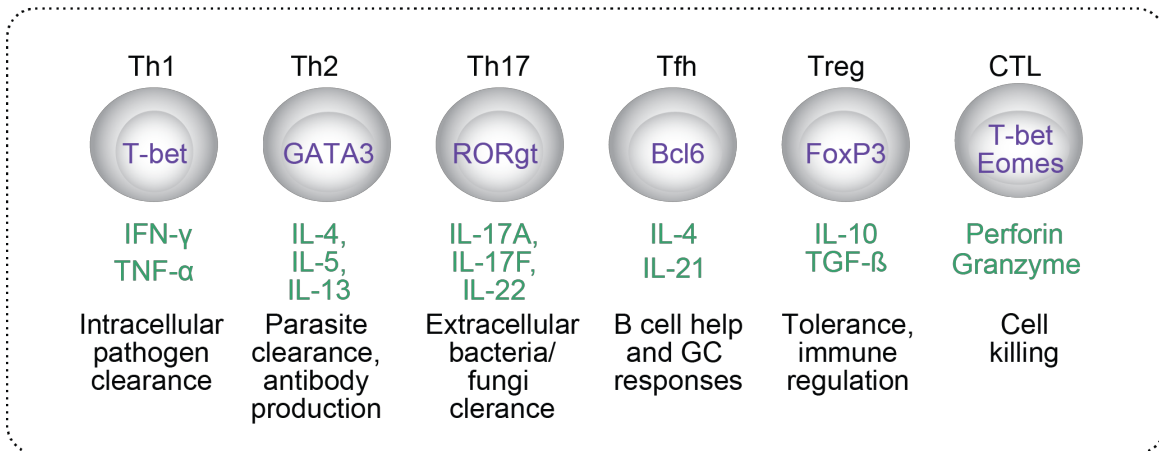 Th1
Th2
Th17
Tfh
Treg
CTL
T-bet
GATA3
RORgt
Bcl6
FoxP3
T-bet
Eomes
IFN-γ
TNF-α
IL-4,
IL-5,
IL-13
IL-17A,
IL-17F,
IL-22
IL-4
IL-21
IL-10
TGF-ß
Perforin
Granzyme
Intracellular
pathogen
clearance
Parasite
clearance,
antibody
production
Extracellular
bacteria/
fungi
clerance
B cell help
and GC
responses
Tolerance,
immune
regulation
Cell
killing